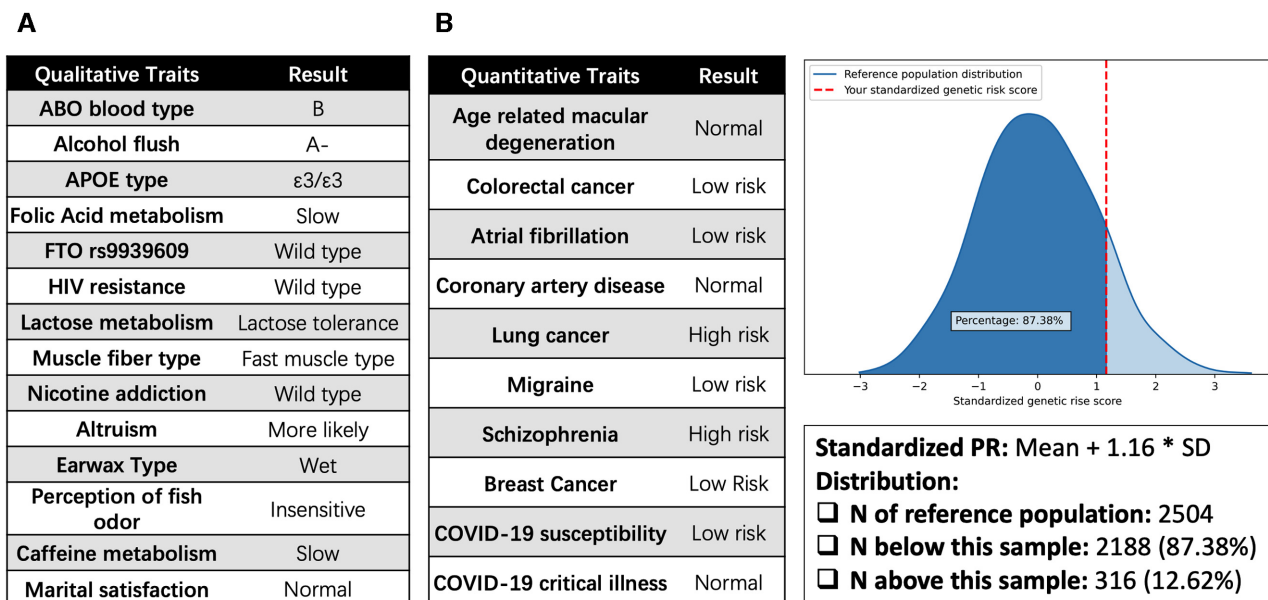 A
Qualitative Traits Result
ABO blood type B
Alcohol flush A-
APOE type ε3/ε3
Folic Acid metabolism Slow
FTO rs9939609 Wild type
HIV resistance Wild type
Lactose metabolism Lactose tolerance
Muscle fiber type Fast muscle type
Nicotine addiction Wild type
Altruism More likely
Earwax Type Wet
Perception of fish
odor Insensitive
Caffeine metabolism Slow
Marital satisfaction Normal
B
Quantitative Traits Result
Age related macular
degeneration Normal
Colorectal cancer Low risk
Atrial fibrillation Low risk
Coronary artery disease Normal
Lung cancer High risk
Migraine Low risk
Schizophrenia High risk
Breast Cancer Low Risk
COVID-19 susceptibility Low risk
COVID-19 critical illness Normal
Reference population distribution
Your standardized genetic risk score
Percentage: 87.38%
−3 −2 −1 0 1 2 3
Standardized genetic rise score
Standardized PR: Mean + 1.16 * SD
Distribution:
❑ N of reference population: 2504
❑ N below this sample: 2188 (87.38%)
❑ N above this sample: 316 (12.62%)